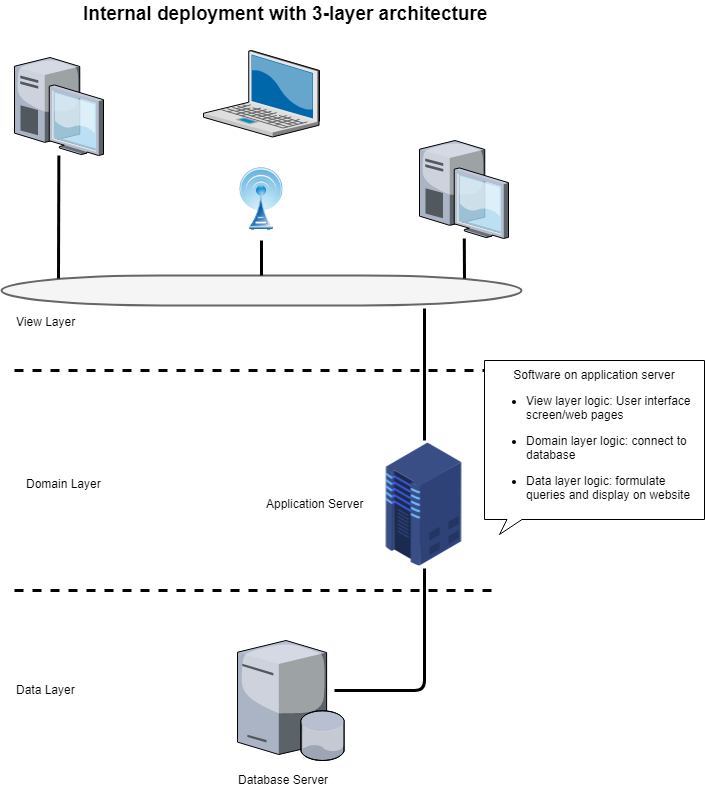 Internal deployment with 3-layer architecture
View Layer
Software on application server
• View layer logic: User interface
screen/web pages
• Domain layer logic: connect to
database
• Data layer logic: formulate
queries and display on website
Domain Layer
Application Server
Data Layer
Database Server